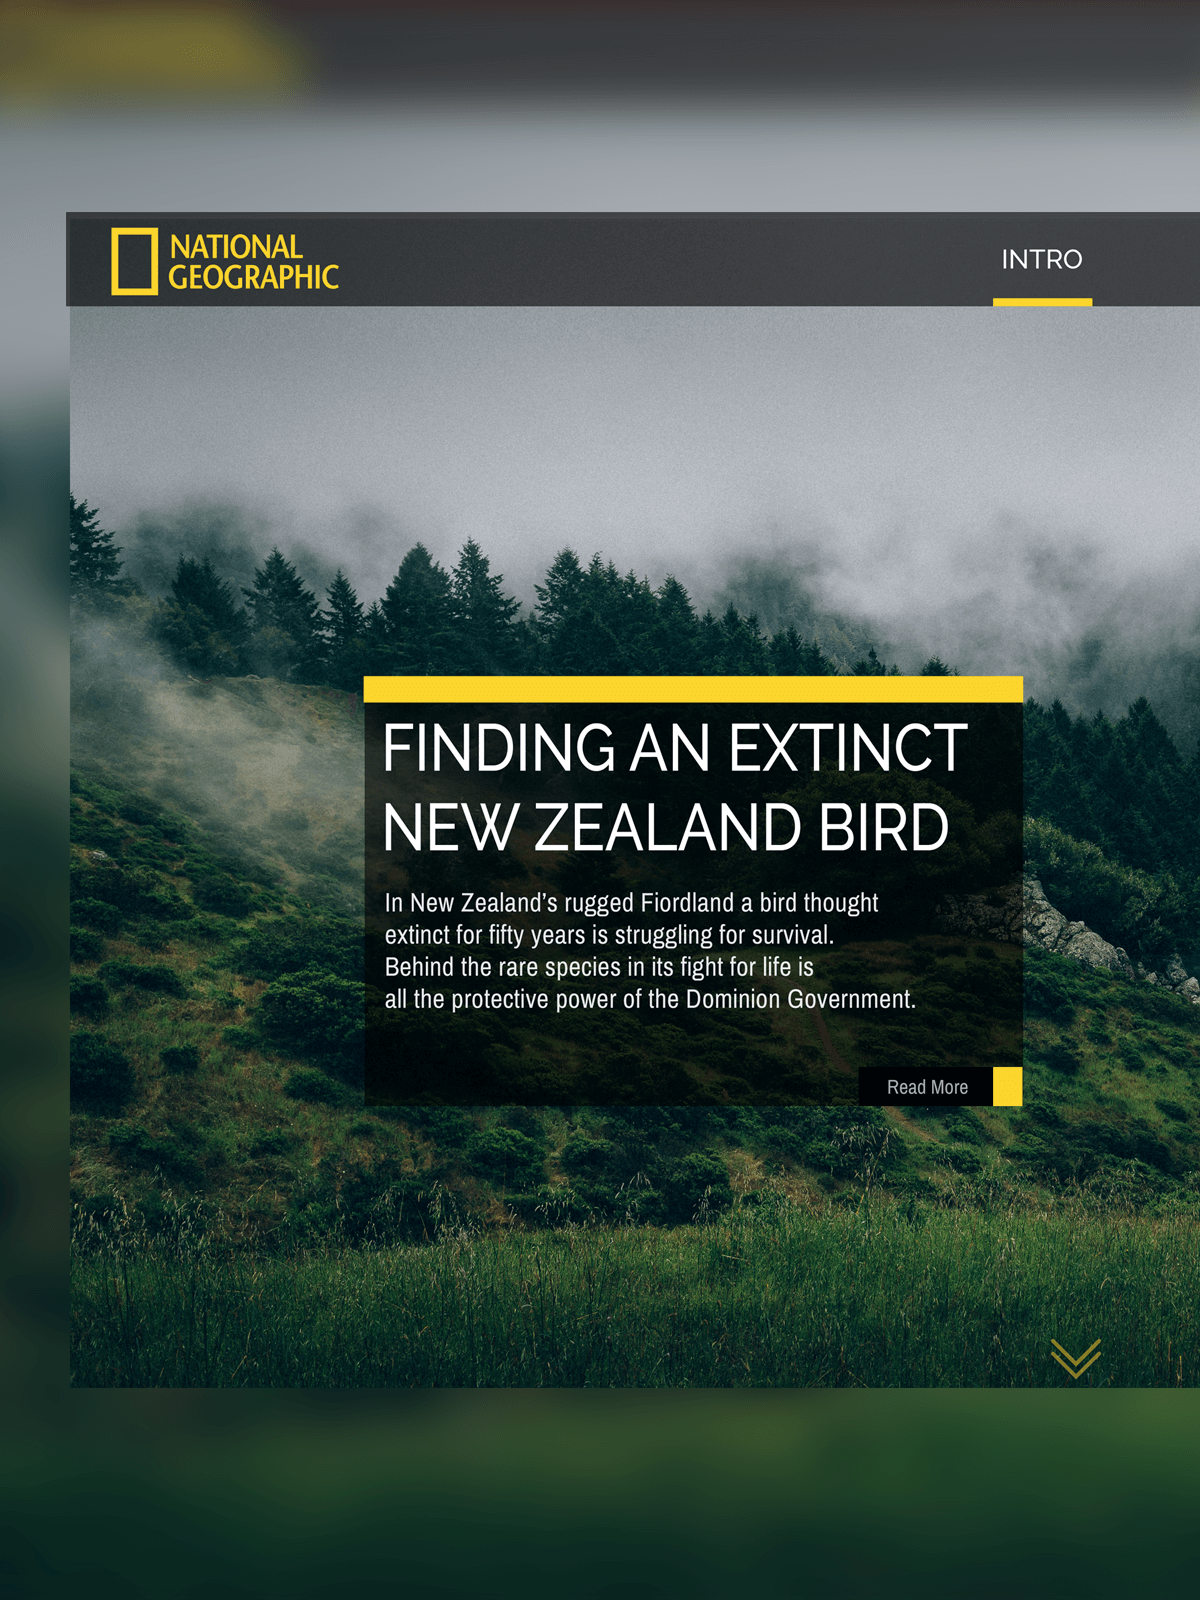 NATIONAL
GEOGRAPHIC
INTRO
FINDING AN EXTINCT
NEW ZEALAND BIRD
In New Zealand’s rugged Fiordland a bird thought
extinct for fifty years is struggling for survival.
Behind the rare species in its fight for life is
all the protective power of the Dominion Government.
Read More